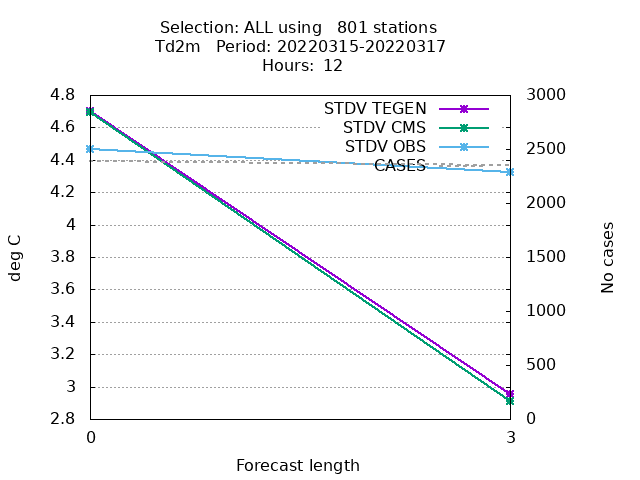 Selection: ALL using   801 stations
Td2m   Period: 20220315-20220317
Hours:  12
STDV TEGEN
STDV CMS
STDV OBS
CASES
4.8
4.6
4.4
4.2
4
3.8
3.6
3.4
3.2
3
2.8
deg C
3000
2500
2000
1500
1000
500
0
No cases
0
3
Forecast length